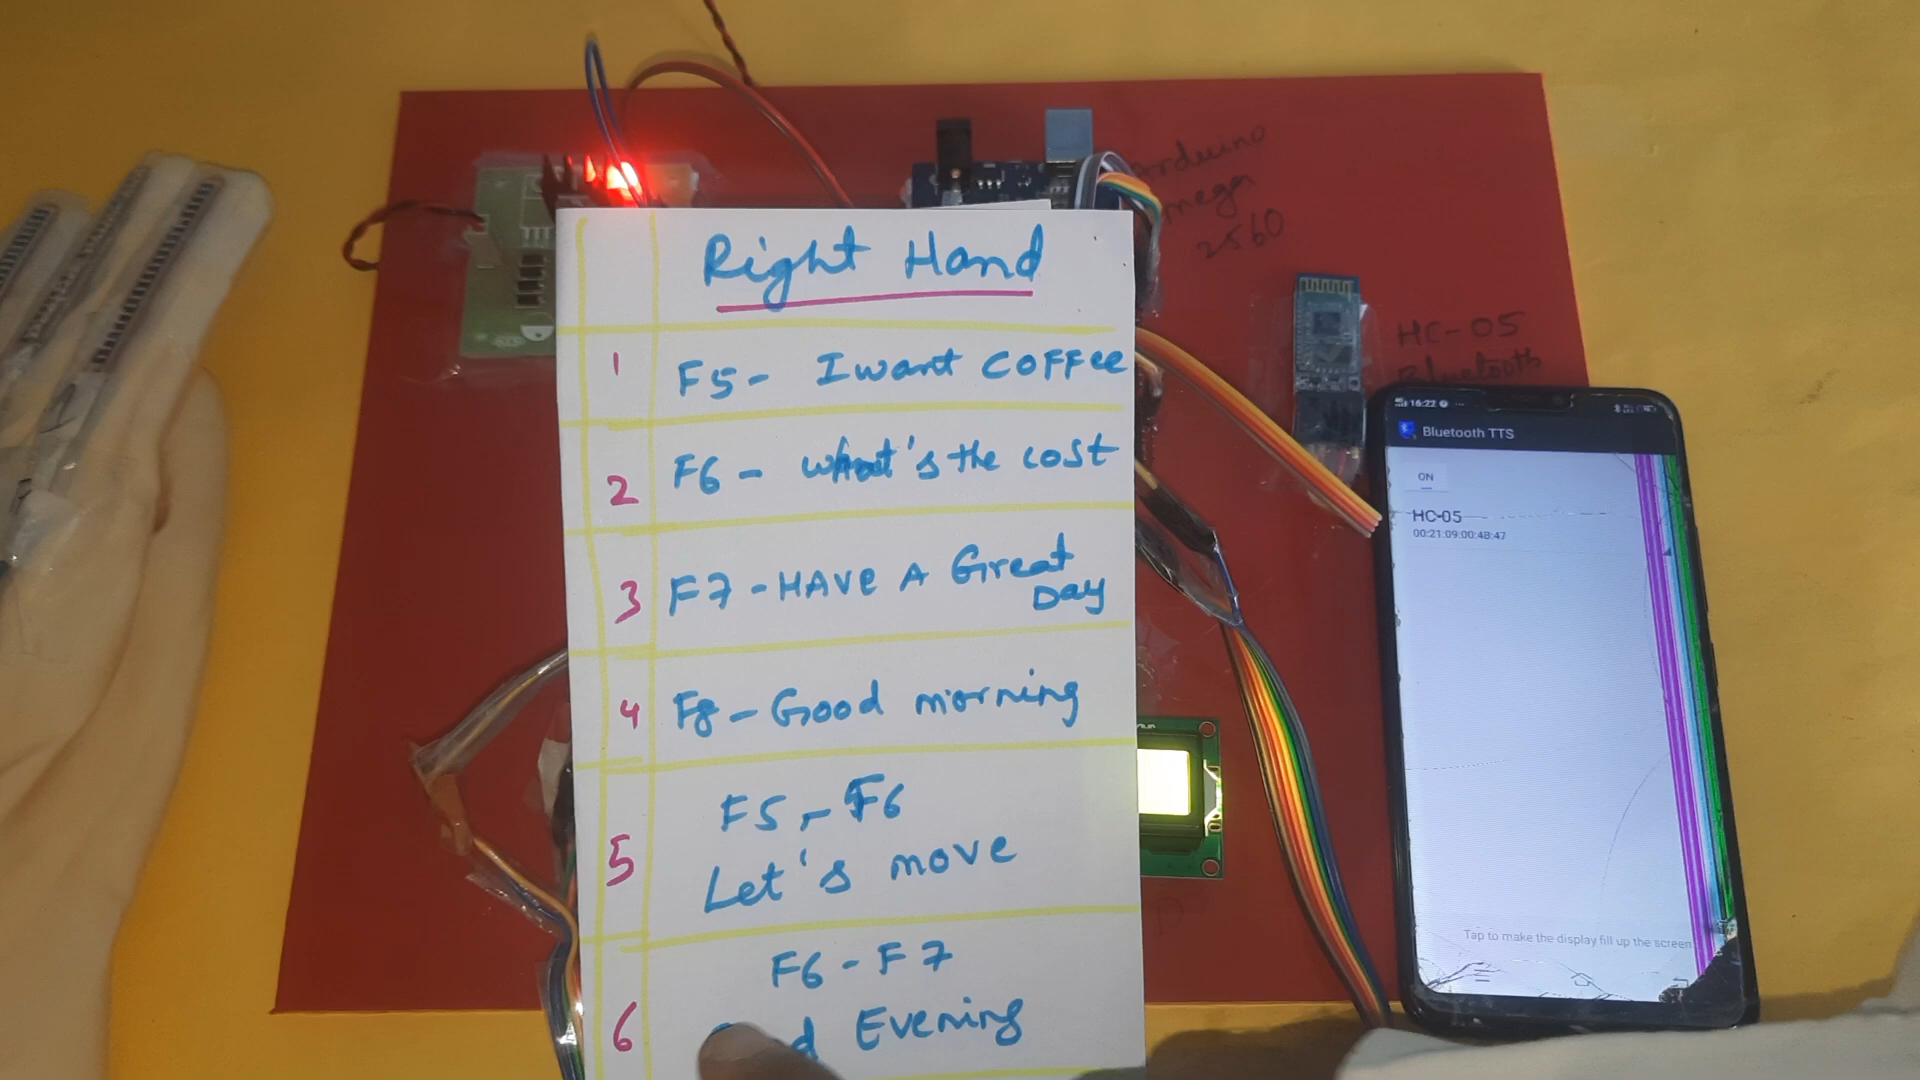 Right Hand
1 F5 - I want COFFee
2 F6 - what's the cost
3 F7 - HAVE A Great
Day
4 F8 - Good morning
F5 - F6
5 Let's move
F6 - F7
6 Evening
Arduino
mega
2560
HC-05
Bluetooth
16:22
Bluetooth TTS
ON
HC-05
00:21:09:00:4B:47
Tap to make the display fill up the screen